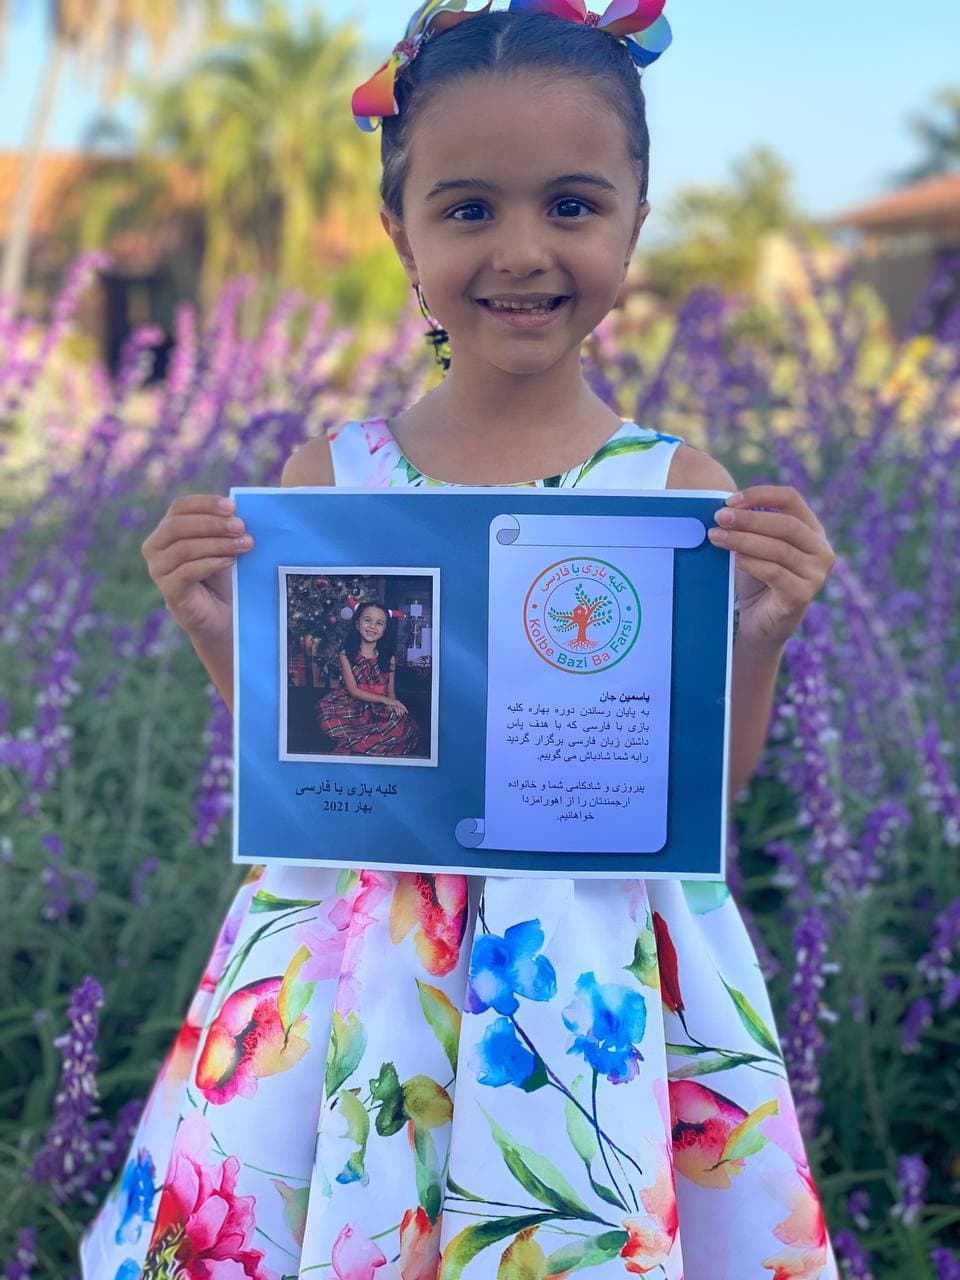 کلبه بازی با فارسی
Kolbe Bazi Ba Farsi
یاسمین جان
به پایان رساندن دوره بهاره کلبه
بازی با فارسی که با هدف پاس
داشتن زبان فارسی برگزار گردید
رابه شما شادباش می گوییم.
پیروزی و شادکامی شما و خانواده
ارجمندتان را از اهورامزدا
خواهانیم.
کلبه بازی با فارسی
بهار 2021